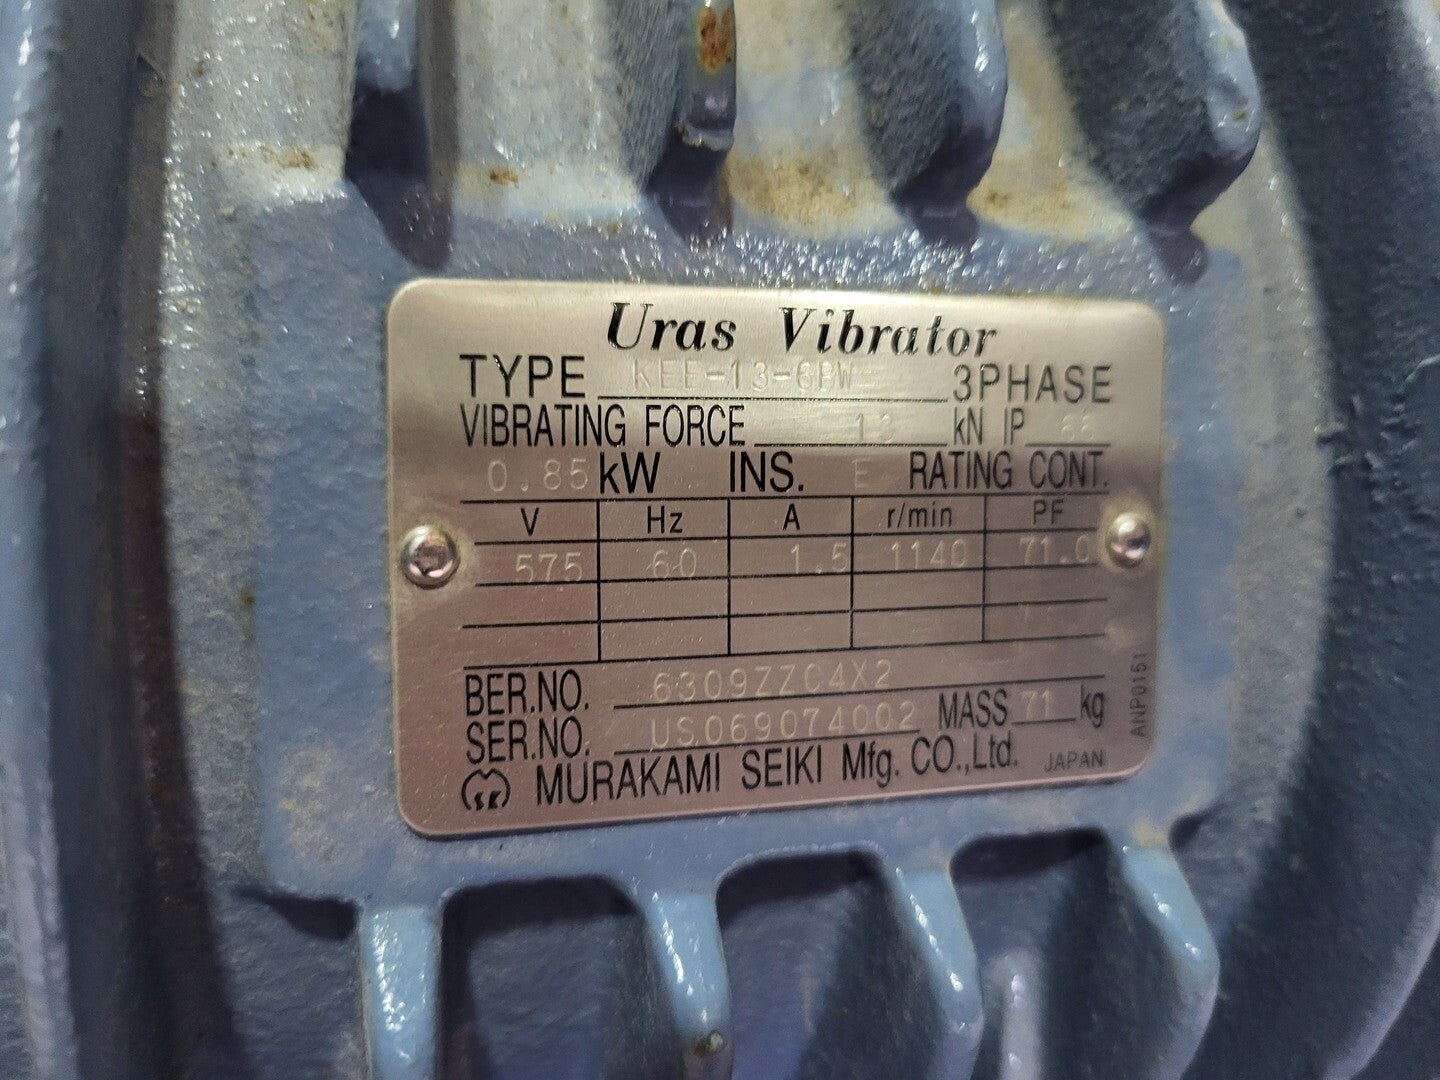 Uras Vibrator
TYPE KEE-13-6BW 3PHASE
VIBRATING FORCE 13 kN IP 66
0.85 kW INS. E RATING CONT.
V Hz A r/min PF
575 60 1.5 1140 71.0
BER.NO. 6309ZZC4X2
SER.NO. US069074002 MASS 71 kg
MURAKAMI SEIKI Mfg. CO.,Ltd. JAPAN
ANP0151